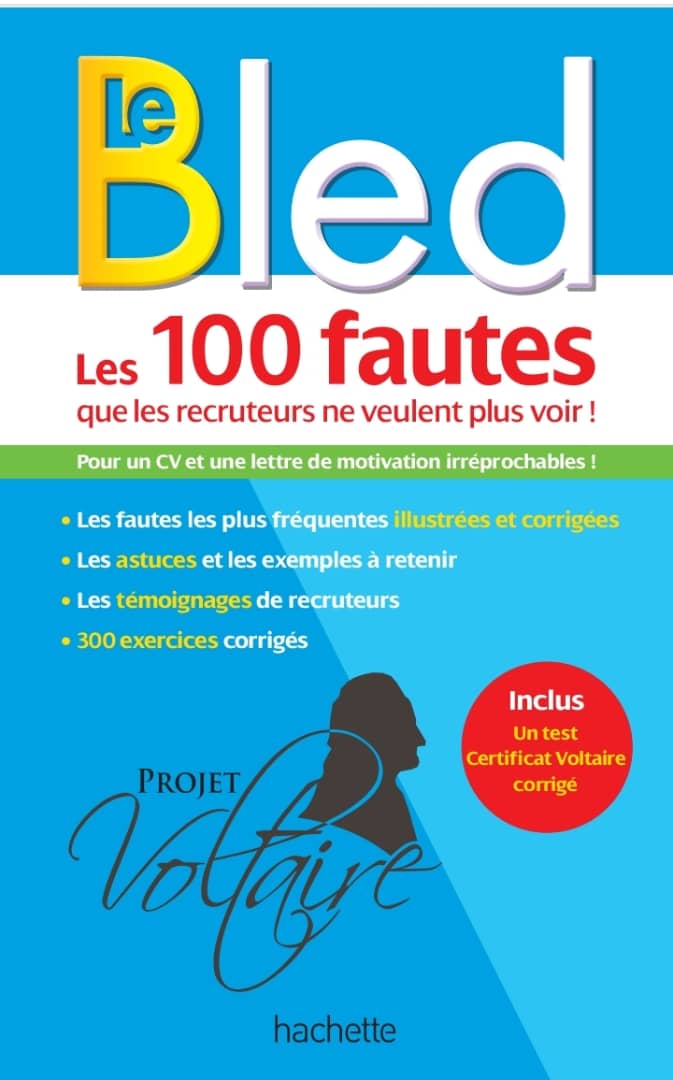 le Bled
Les 100 fautes
que les recruteurs ne veulent plus voir !
Pour un CV et une lettre de motivation irréprochables !
• Les fautes les plus fréquentes illustrées et corrigées
• Les astuces et les exemples à retenir
• Les témoignages de recruteurs
• 300 exercices corrigés
Inclus
Un test
Certificat Voltaire
corrigé
PROJET
Voltaire
hachette